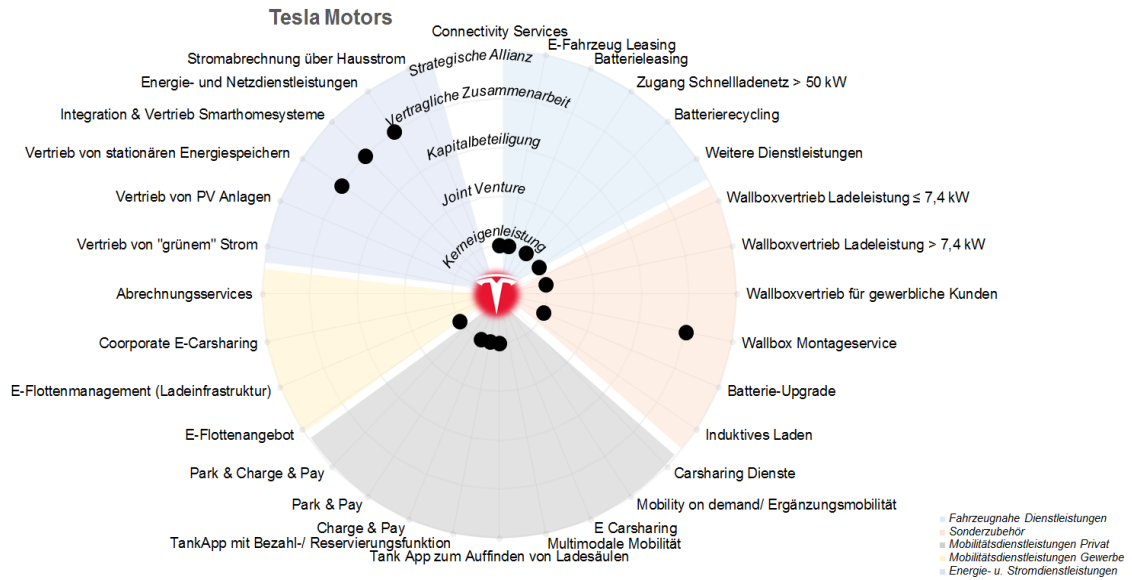 Tesla Motors
Connectivity Services
E-Fahrzeug Leasing
Batterieleasing
Zugang Schnellladenetz > 50 kW
Batterierecycling
Weitere Dienstleistungen
Wallboxvertrieb Ladeleistung ≤ 7,4 kW
Wallboxvertrieb Ladeleistung > 7,4 kW
Wallboxvertrieb für gewerbliche Kunden
Wallbox Montageservice
Batterie-Upgrade
Induktives Laden
Carsharing Dienste
Mobility on demand/ Ergänzungsmobilität
E Carsharing
Multimodale Mobilität
Tank App zum Auffinden von Ladesäulen
TankApp mit Bezahl-/ Reservierungsfunktion
Charge & Pay
Park & Pay
Park & Charge & Pay
E-Flottenangebot
E-Flottenmanagement (Ladeinfrastruktur)
Coorporate E-Carsharing
Abrechnungsservices
Vertrieb von "grünem" Strom
Vertrieb von PV Anlagen
Vertrieb von stationären Energiespeichern
Integration & Vertrieb Smarthomesysteme
Energie- und Netzdienstleistungen
Stromabrechnung über Hausstrom
Strategische Allianz
Vertragliche Zusammenarbeit
Kapitalbeteiligung
Joint Venture
Kerneigenleistung
Fahrzeugnahe Dienstleistungen
Sonderzubehör
Mobilitätsdienstleistungen Privat
Mobilitätsdienstleistungen Gewerbe
Energie- u. Stromdienstleistungen